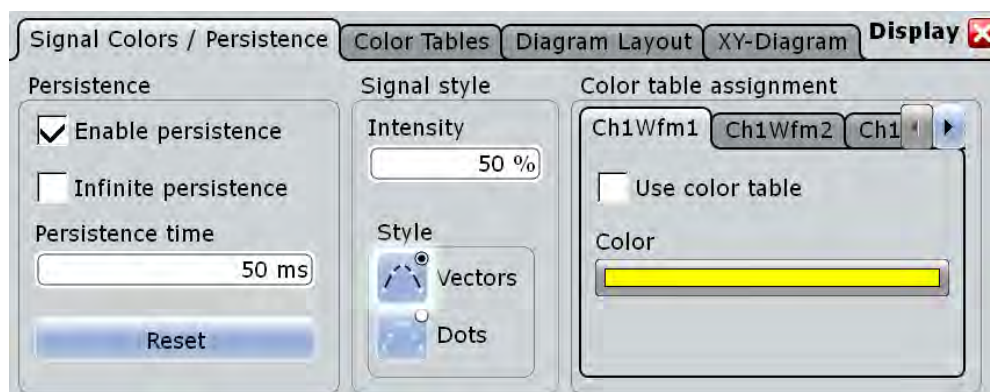 Signal Colors / Persistence
Color Tables
Diagram Layout
XY-Diagram
Display
Persistence
Enable persistence
Infinite persistence
Persistence time
50 ms
Reset
Signal style
Intensity
50 %
Style
Vectors
Dots
Color table assignment
Ch1Wfm1
Ch1Wfm2
Ch1
Use color table
Color